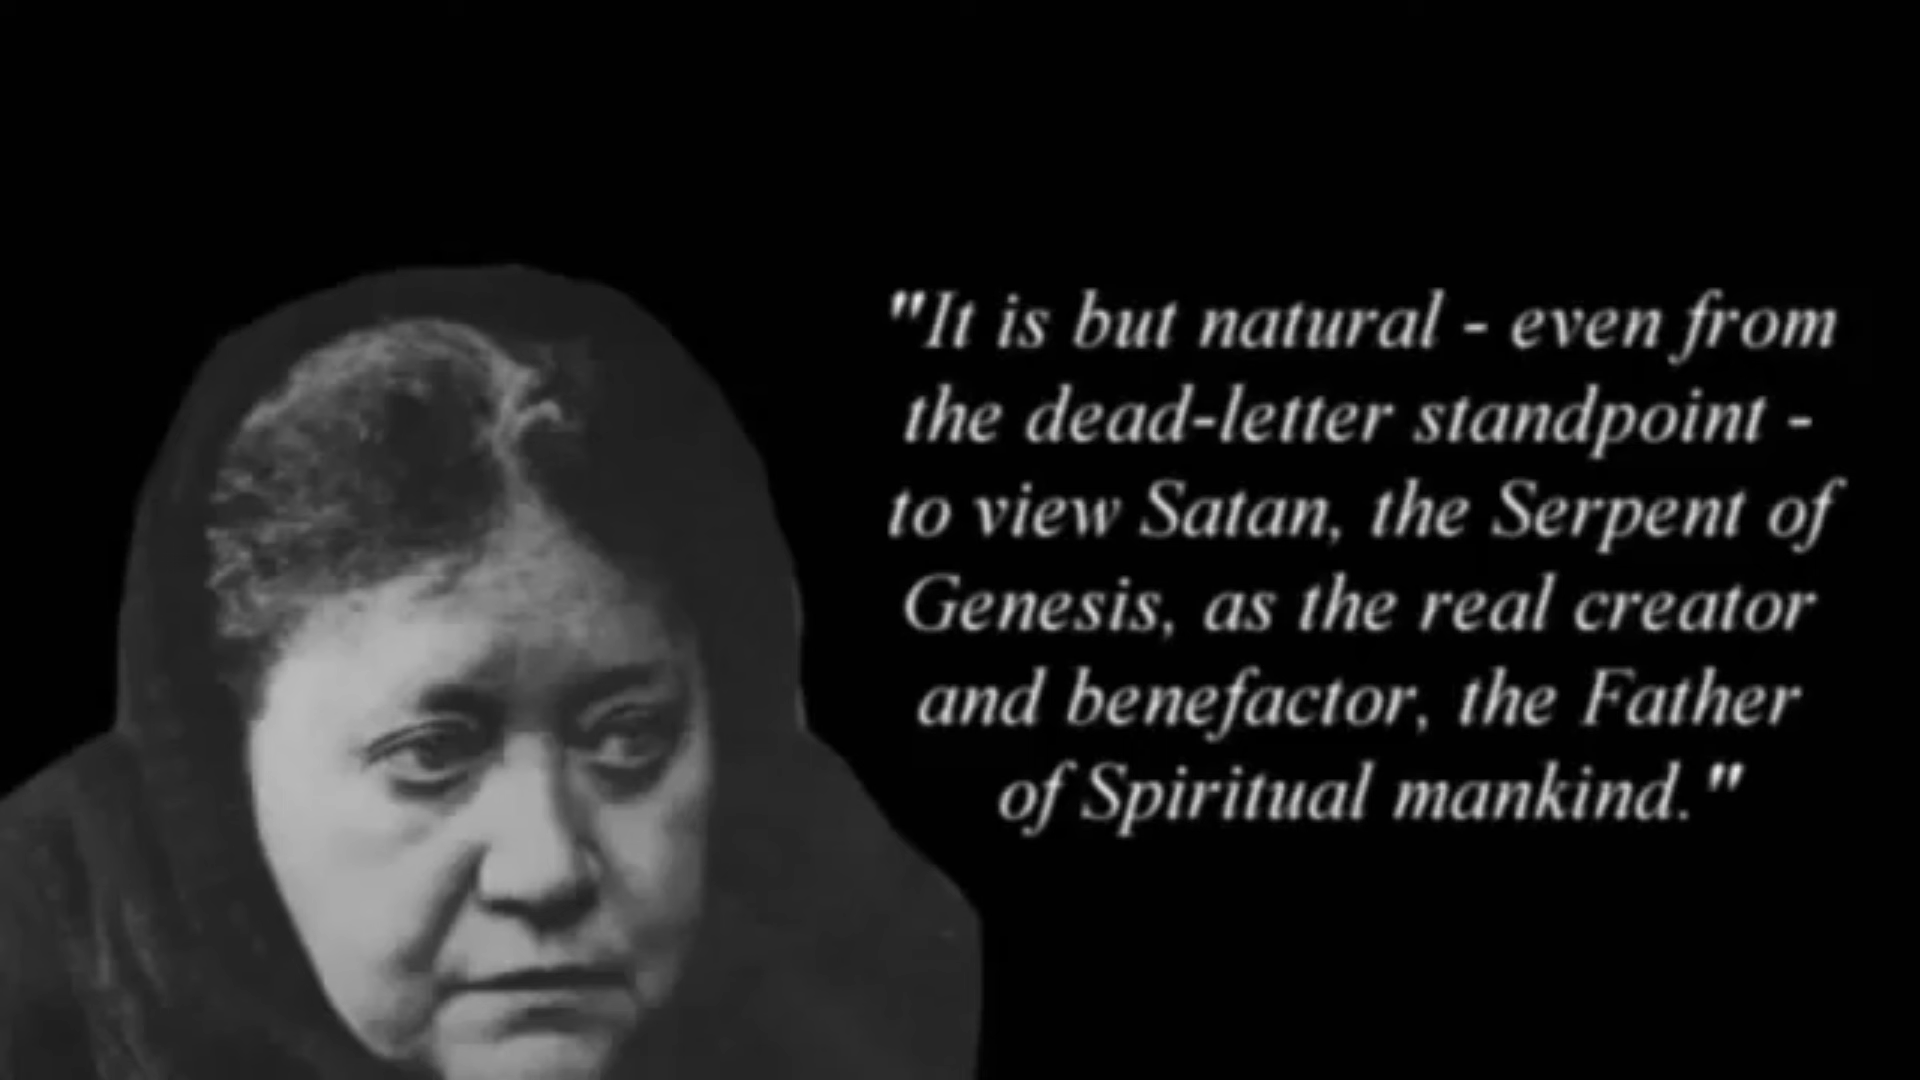 "It is but natural - even from
the dead-letter standpoint -
to view Satan, the Serpent of
Genesis, as the real creator
and benefactor, the Father
of Spiritual mankind."